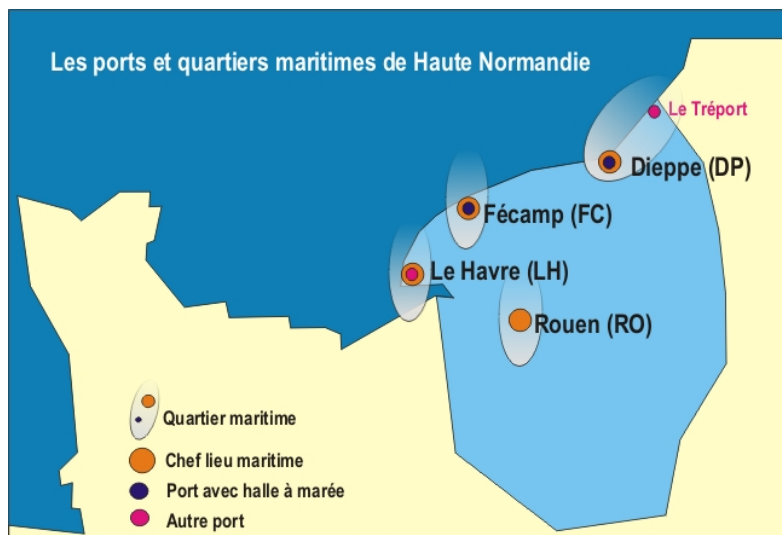 Les ports et quartiers maritimes de Haute Normandie
Le Tréport
Dieppe (DP)
Fécamp (FC)
Le Havre (LH)
Rouen (RO)
Quartier maritime
Chef lieu maritime
Port avec halle à marée
Autre port